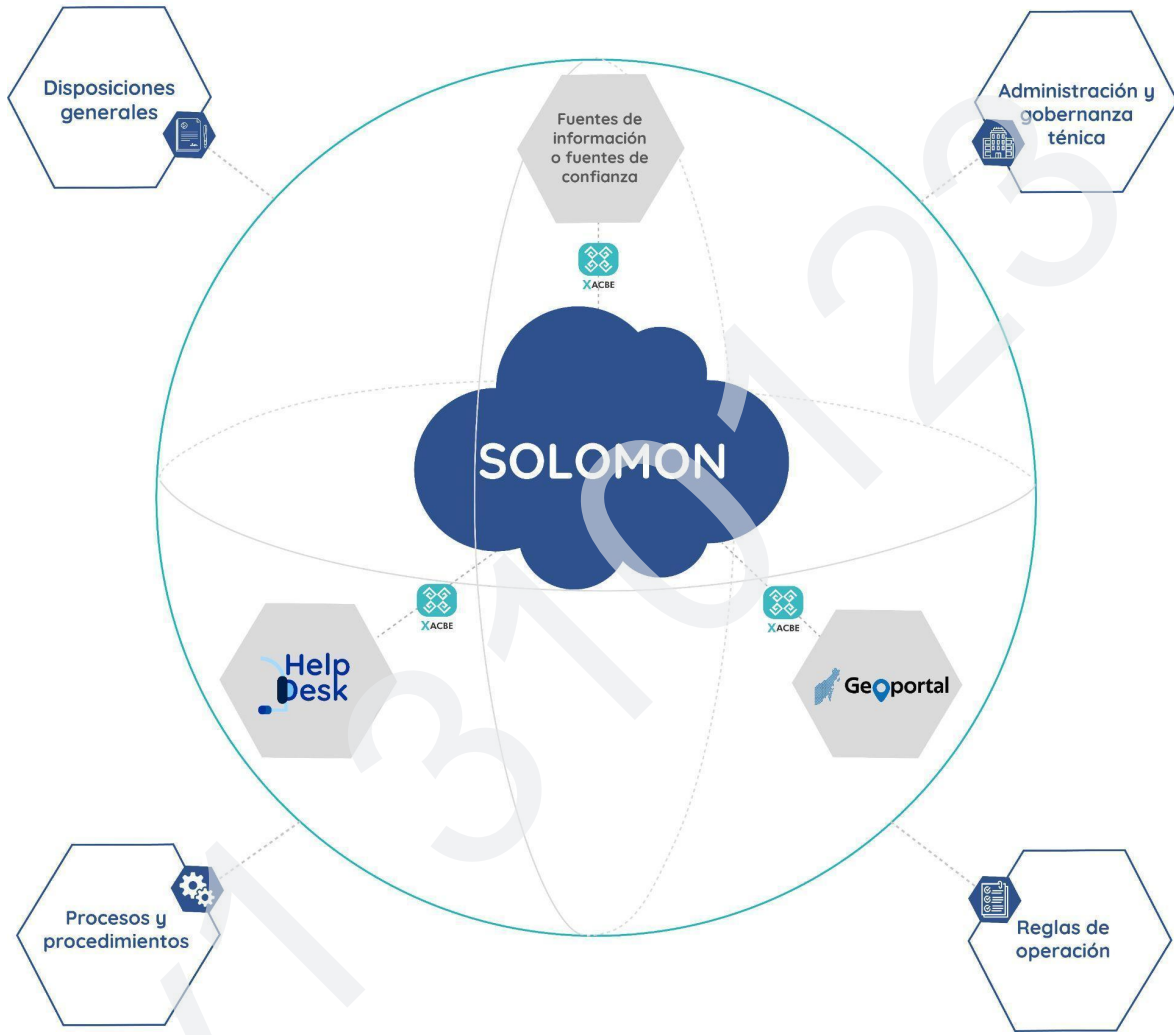 Disposiciones
generales
Administración y
gobernanza
ténica
Fuentes de
información
o fuentes de
confianza
XACBE
SOLOMON
XACBE
XACBE
Help
Desk
Geoportal
Procesos y
procedimientos
Reglas de
operación